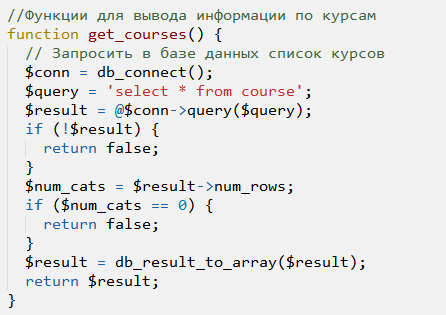 //Функции для вывода информации по курсам
function get_courses() {
// Запросить в базе данных список курсов
$conn = db_connect();
$query = 'select * from course';
$result = @$conn->query($query);
if (!$result) {
return false;
}
$num_cats = $result->num_rows;
if ($num_cats == 0) {
return false;
}
$result = db_result_to_array($result);
return $result;
}